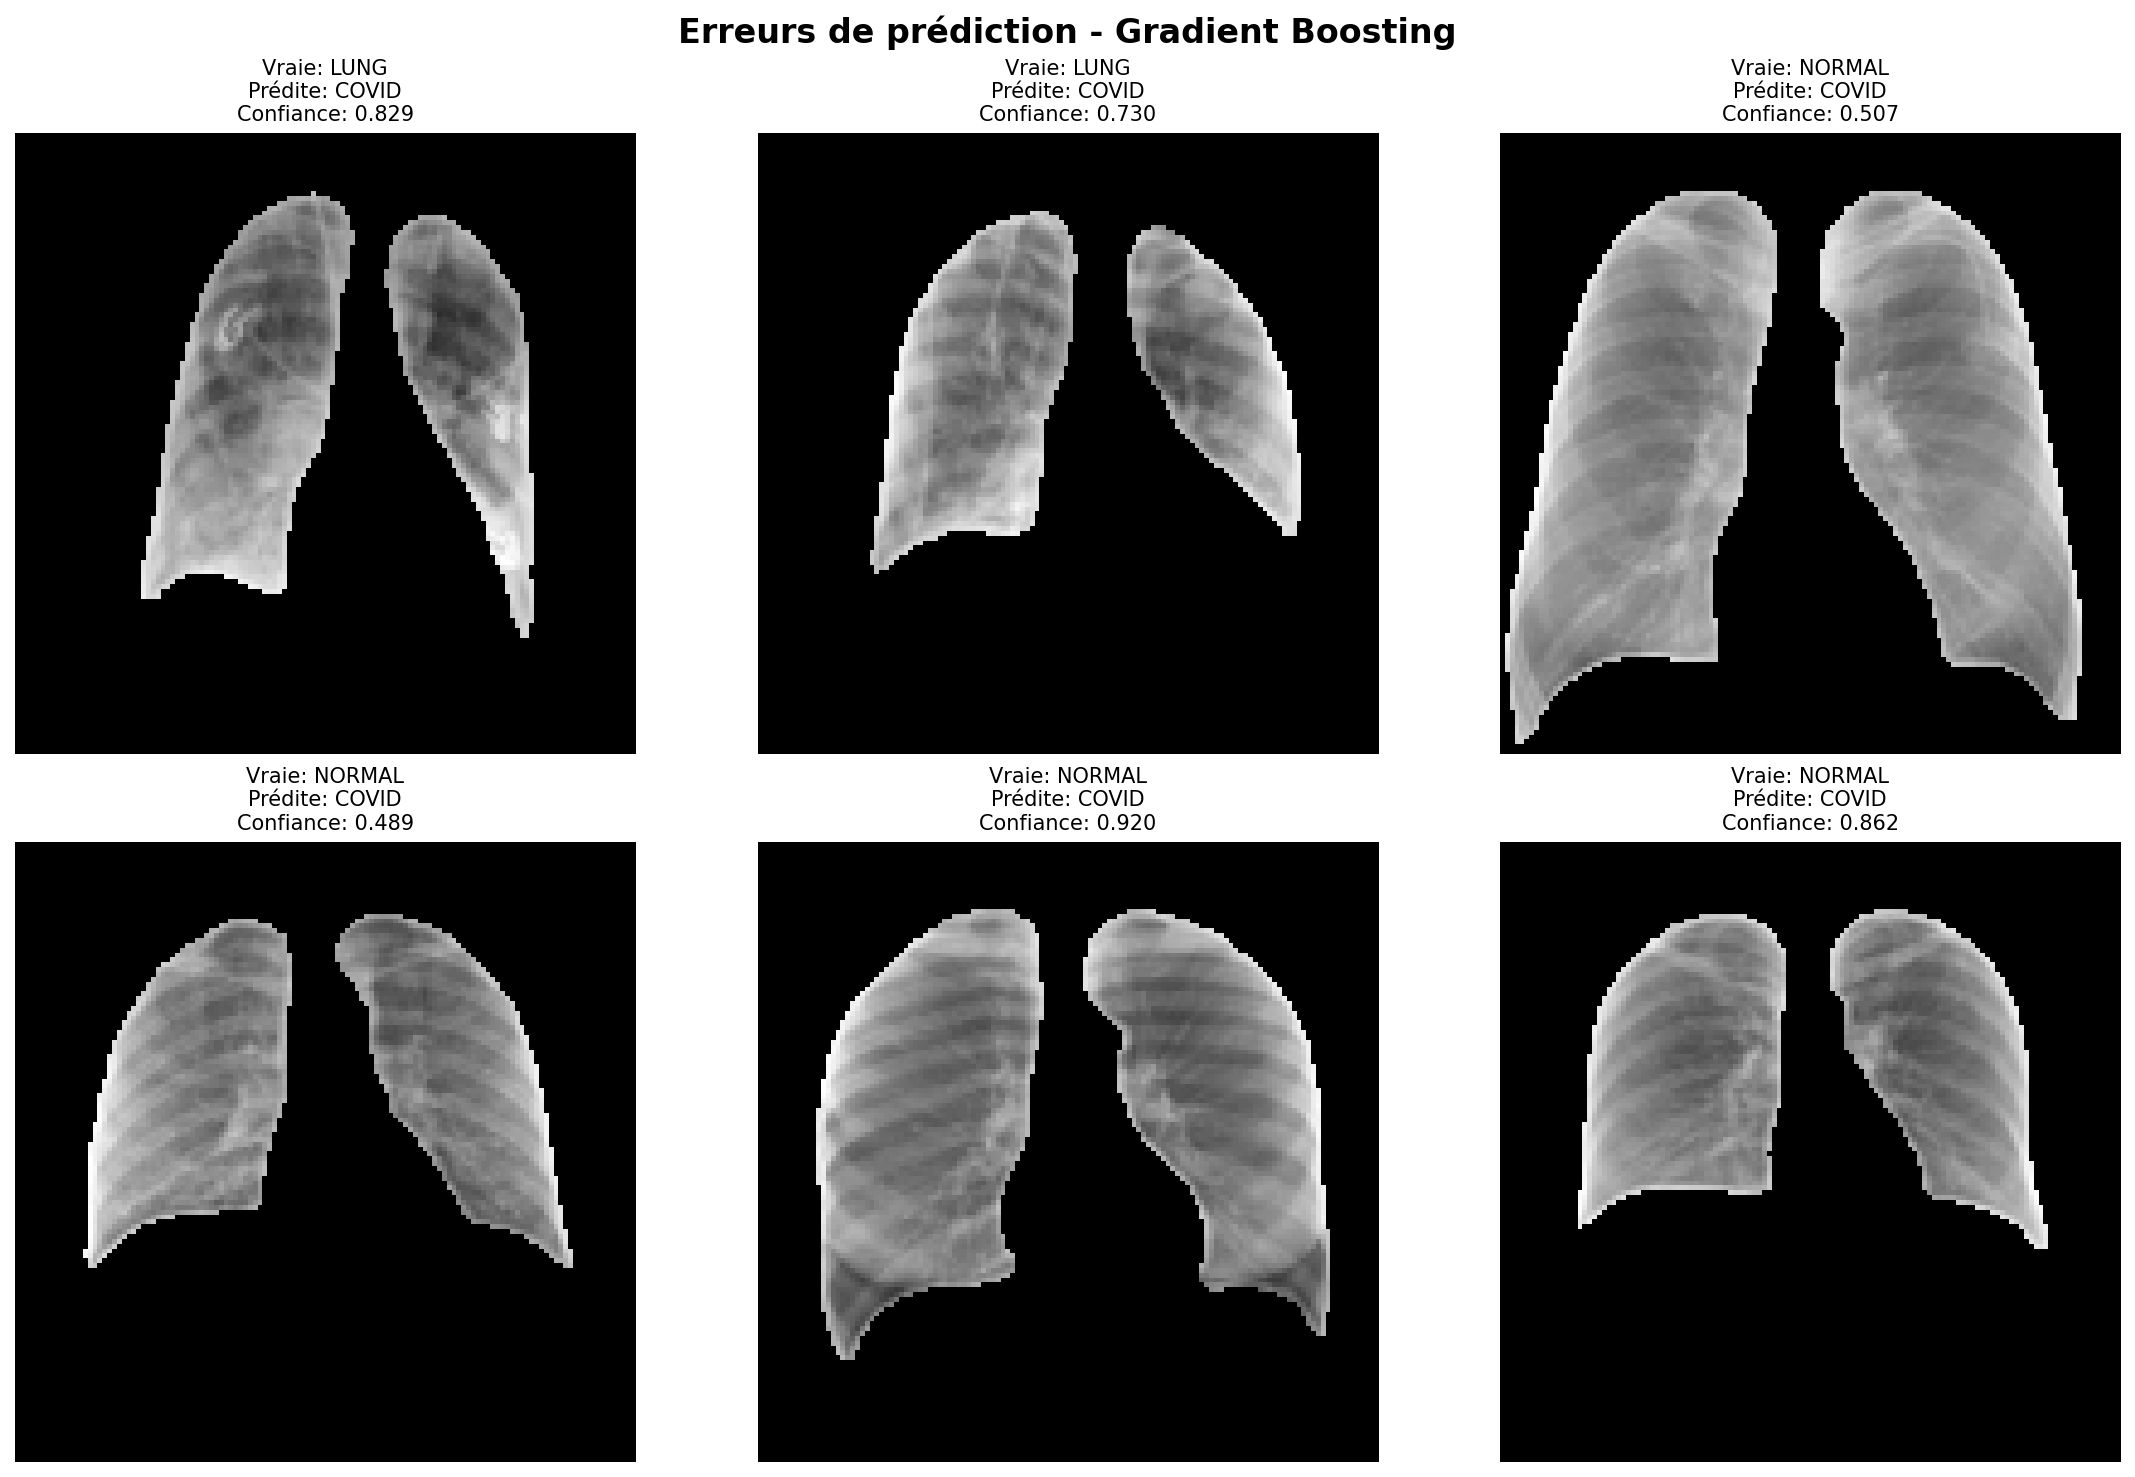 Erreurs de prédiction - Gradient Boosting
Vraie: LUNG
Prédite: COVID
Confiance: 0.829
Vraie: LUNG
Prédite: COVID
Confiance: 0.730
Vraie: NORMAL
Prédite: COVID
Confiance: 0.507
Vraie: NORMAL
Prédite: COVID
Confiance: 0.489
Vraie: NORMAL
Prédite: COVID
Confiance: 0.920
Vraie: NORMAL
Prédite: COVID
Confiance: 0.862